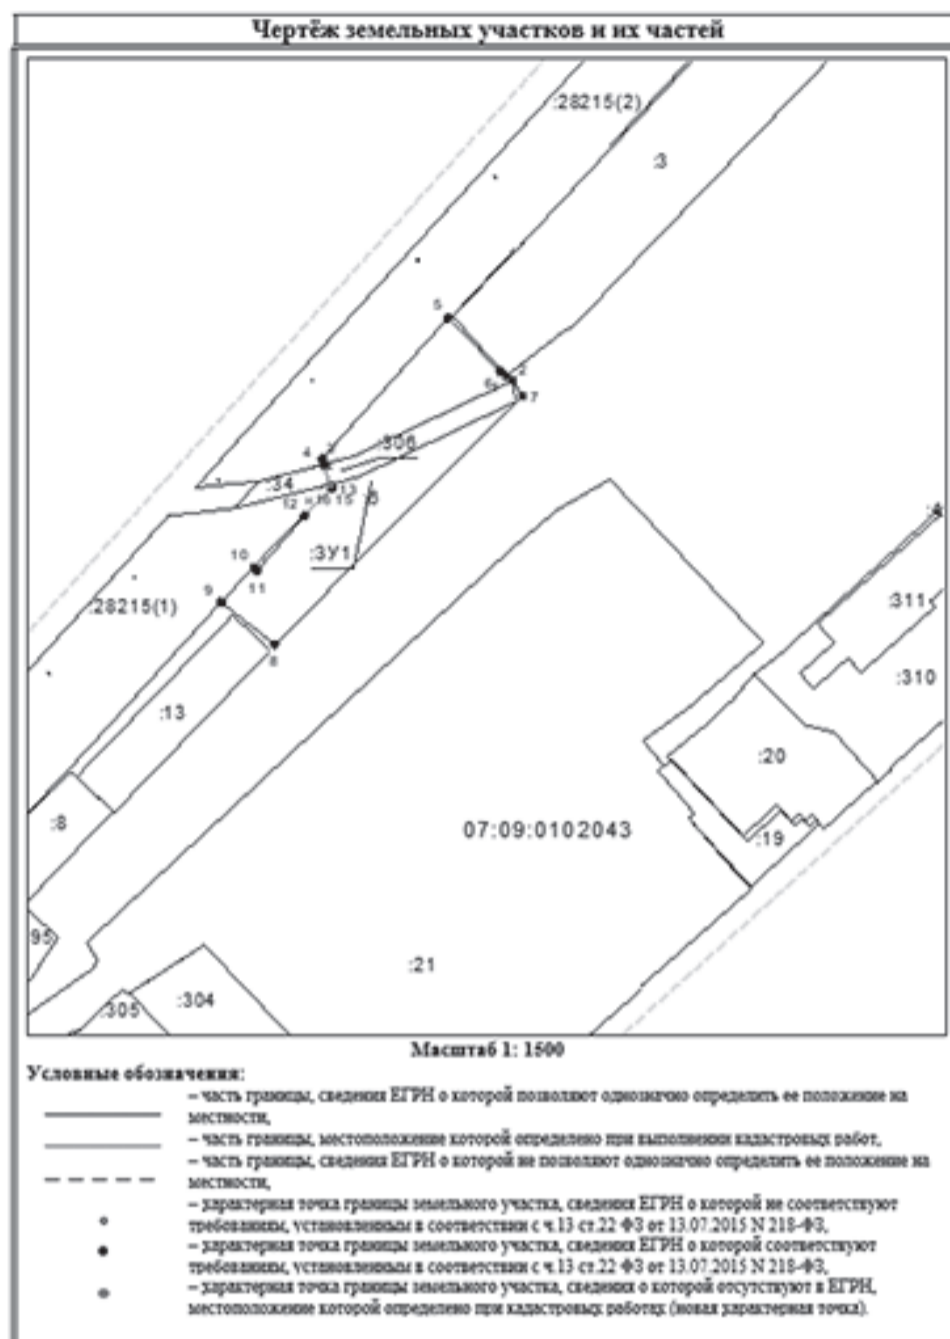 Чертёж земельных участков и их частей
:28215(2)
:3
5
2
6
7
3
4
:306
:34
13
15
16
12
:ЗУ1
10
11
9
:28215(1)
8
:311
:310
:13
:20
:8
07:09:0102043
:19
95
:21
:304
:305
Масштаб 1: 1500
Условные обозначения:
– часть границы, сведения ЕГРН о которой позволяют однозначно определить ее положение на
местности,
– часть границы, местоположение которой определено при выполнении кадастровых работ,
– часть границы, сведения ЕГРН о которой не позволяют однозначно определить ее положение на
местности,
– характерная точка границы земельного участка, сведения ЕГРН о которой не соответствуют
требованиям, установленным в соответствии с ч.13 ст.22 ФЗ от 13.07.2015 N 218-ФЗ,
– характерная точка границы земельного участка, сведения ЕГРН о которой соответствуют
требованиям, установленным в соответствии с ч.13 ст.22 ФЗ от 13.07.2015 N 218-ФЗ,
– характерная точка границы земельного участка, сведения о которой отсутствуют в ЕГРН,
местоположение которой определено при кадастровых работах (новая характерная точка).